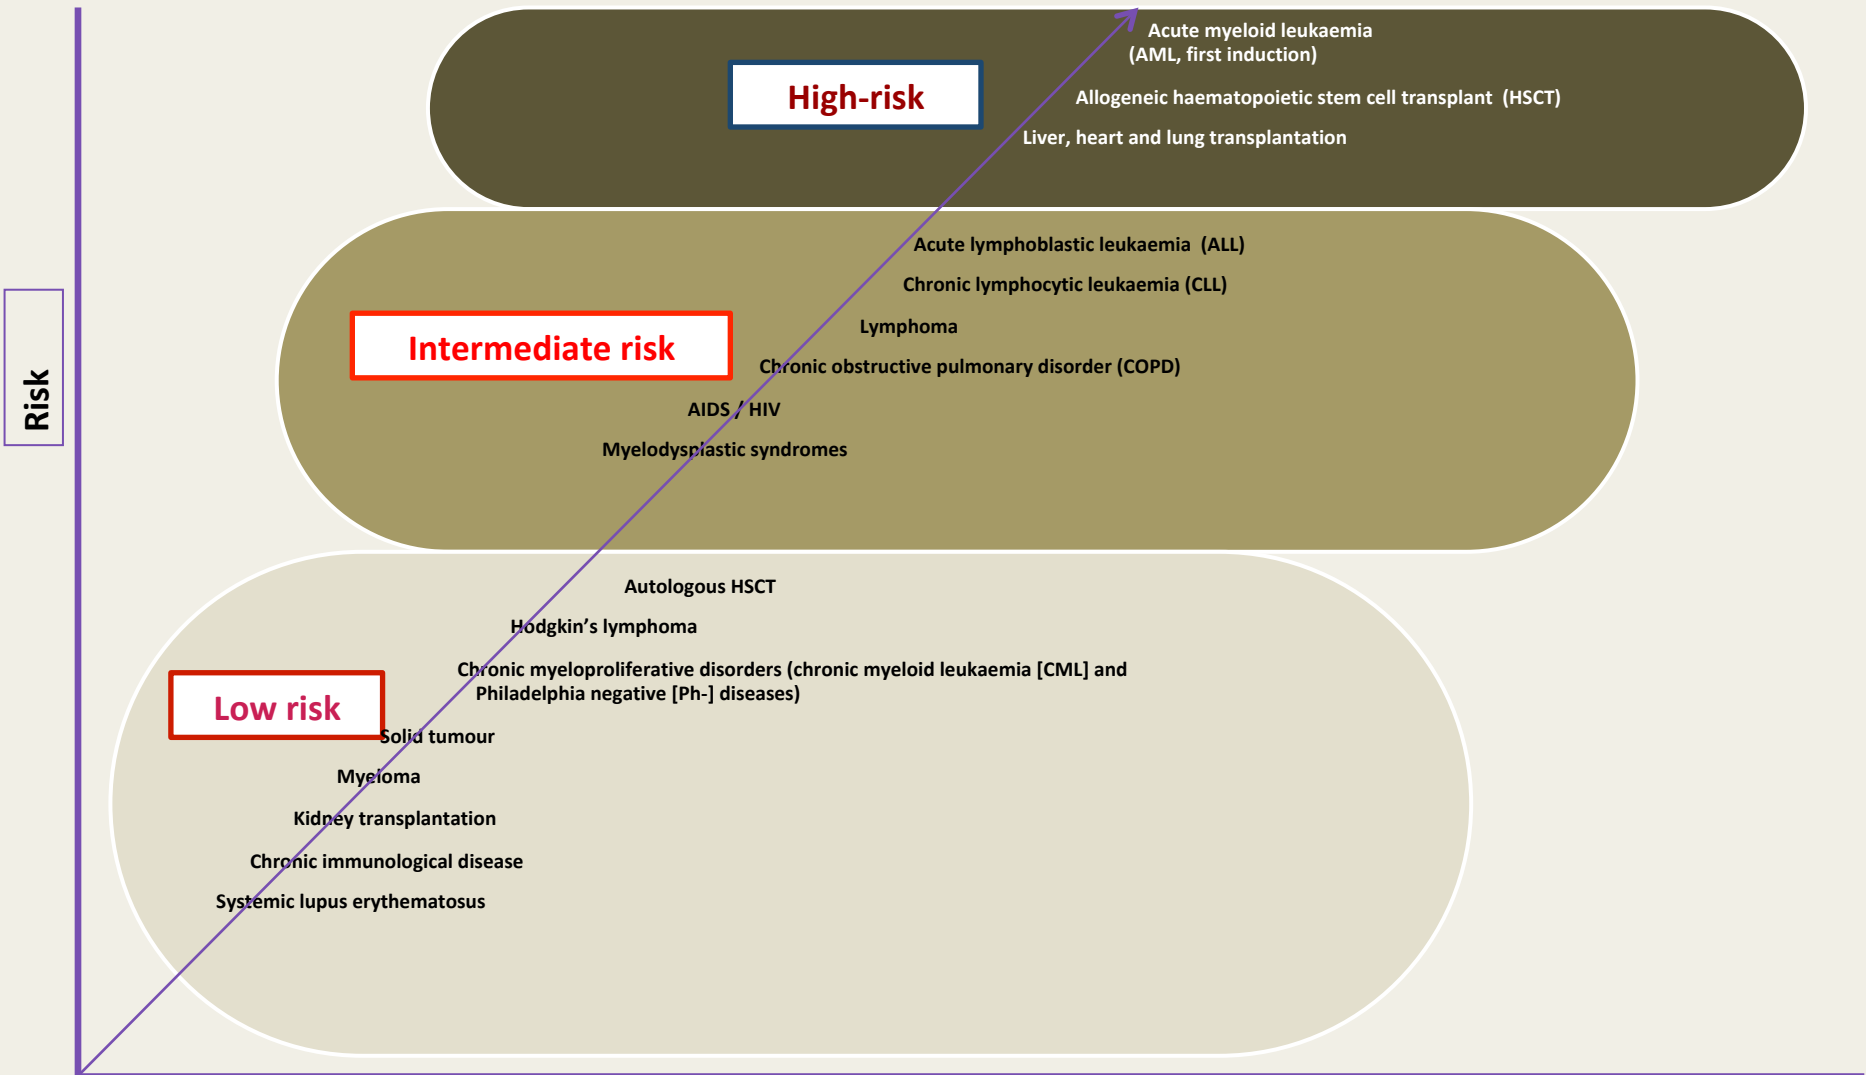 Acute myeloid leukaemia
(AML, first induction)
High-risk
Allogeneic haematopoietic stem cell transplant (HSCT)
Liver, heart and lung transplantation
Acute lymphoblastic leukaemia (ALL)
Chronic lymphocytic leukaemia (CLL)
Lymphoma
Intermediate risk
Chronic obstructive pulmonary disorder (COPD)
Risk
AIDS / HIV
Myelodysplastic syndromes
Autologous HSCT
Hodgkin’s lymphoma
Chronic myeloproliferative disorders (chronic myeloid leukaemia [CML] and
Philadelphia negative [Ph-] diseases)
Low risk
Solid tumour
Myeloma
Kidney transplantation
Chronic immunological disease
Systemic lupus erythematosus